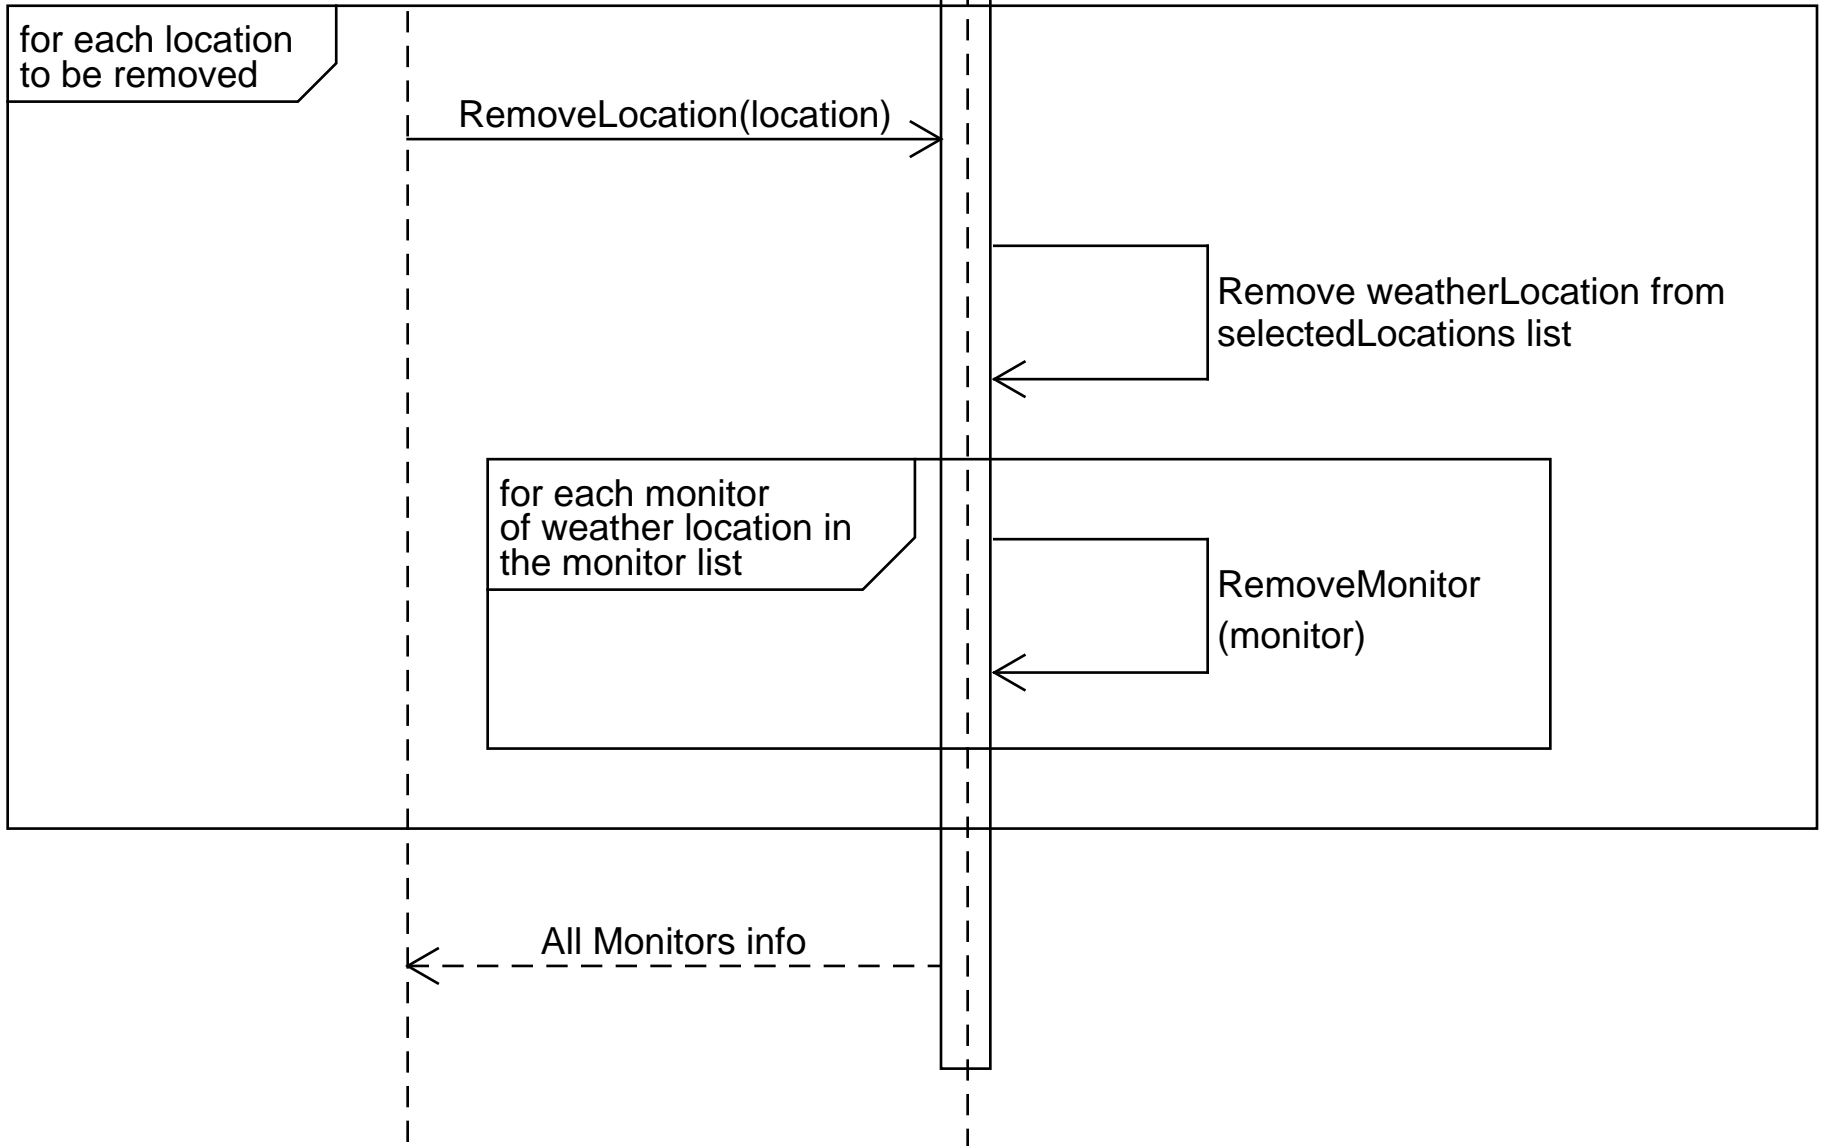 for each location
to be removed
RemoveLocation(location)
Remove weatherLocation from
selectedLocations list
for each monitor
of weather location in
the monitor list
RemoveMonitor
(monitor)
All Monitors info